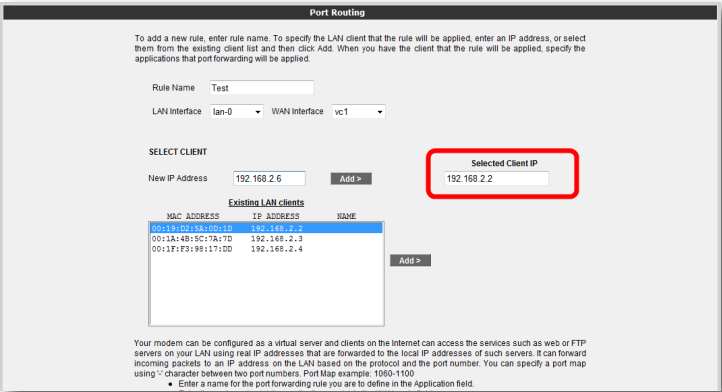 Port Routing
To add a new rule, enter rule name. To specify the LAN client that the rule will be applied, enter an IP address, or select
them from the existing client list and then click Add. When you have the client that the rule will be applied, specify the
applications that port forwarding will be applied.
Rule Name Test
LAN Interface lan-0 WAN Interface vc1
SELECT CLIENT
Selected Client IP
New IP Address 192.168.2.6 Add > 192.168.2.2
Existing LAN clients
MAC ADDRESS IP ADDRESS NAME
00:19:D2:5A:0D:1D 192.168.2.2
00:1A:4B:5C:7A:7D 192.168.2.3
00:1F:F3:98:17:DD 192.168.2.4
Add >
Your modem can be configured as a virtual server and clients on the Internet can access the services such as web or FTP
servers on your LAN using real IP addresses that are forwarded to the local IP addresses of such servers. It can forward
incoming packets to an IP address on the LAN based on the protocol and the port number. You can specify a port map
using '-' character between two port numbers. Port Map example: 1060-1100
• Enter a name for the port forwarding rule you are to define in the Application field.